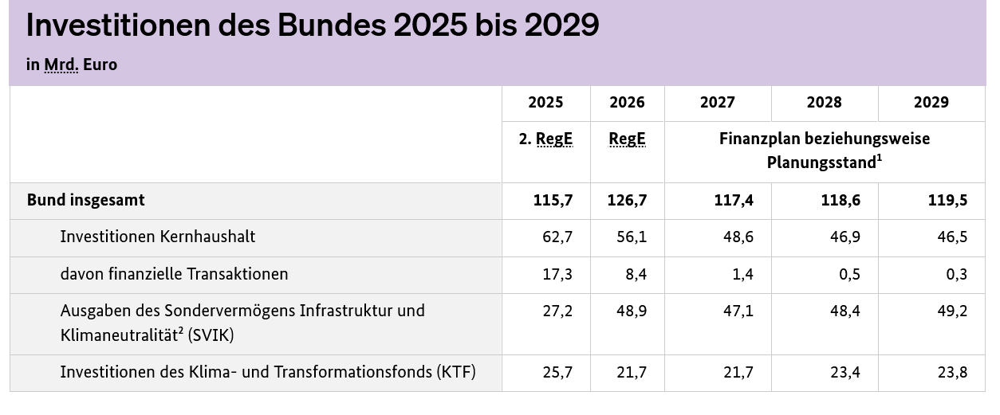 Investitionen des Bundes 2025 bis 2029
in Mrd. Euro
2025 2026 2027 2028 2029
2. RegE RegE Finanzplan beziehungsweise
Planungsstand¹
Bund insgesamt 115,7 126,7 117,4 118,6 119,5
Investitionen Kernhaushalt 62,7 56,1 48,6 46,9 46,5
davon finanzielle Transaktionen 17,3 8,4 1,4 0,5 0,3
Ausgaben des Sondervermögens Infrastruktur und 27,2 48,9 47,1 48,4 49,2
Klimaneutralität² (SVIK)
Investitionen des Klima- und Transformationsfonds (KTF) 25,7 21,7 21,7 23,4 23,8